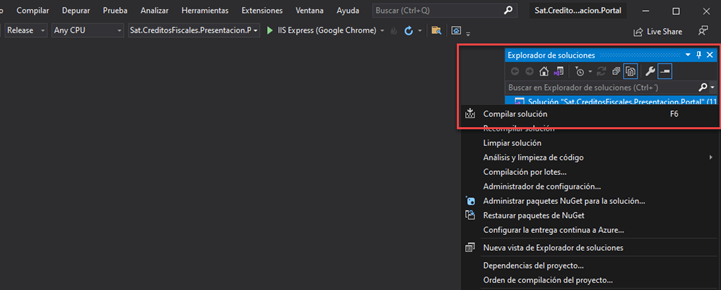 o Compilar Depurar Prueba Analizar Herramientas Extensiones Ventana Ayuda Buscar (Ctrl+Q) Sat.Credito...acion.Portal
Release Any CPU Sat.CreditosFiscales.Presentacion.P IIS Express (Google Chrome) Live Share
Explorador de soluciones
Buscar en Explorador de soluciones (Ctrl+´)
Solución "Sat.CreditosFiscales.Presentacion.Portal" (11
Compilar solución F6
Recompilar solución
Limpiar solución
Análisis y limpieza de código
Compilación por lotes...
Administrador de configuración...
Administrar paquetes NuGet para la solución...
Restaurar paquetes de NuGet
Configurar la entrega continua a Azure...
Nueva vista de Explorador de soluciones
Dependencias del proyecto...
Orden de compilación del proyecto...